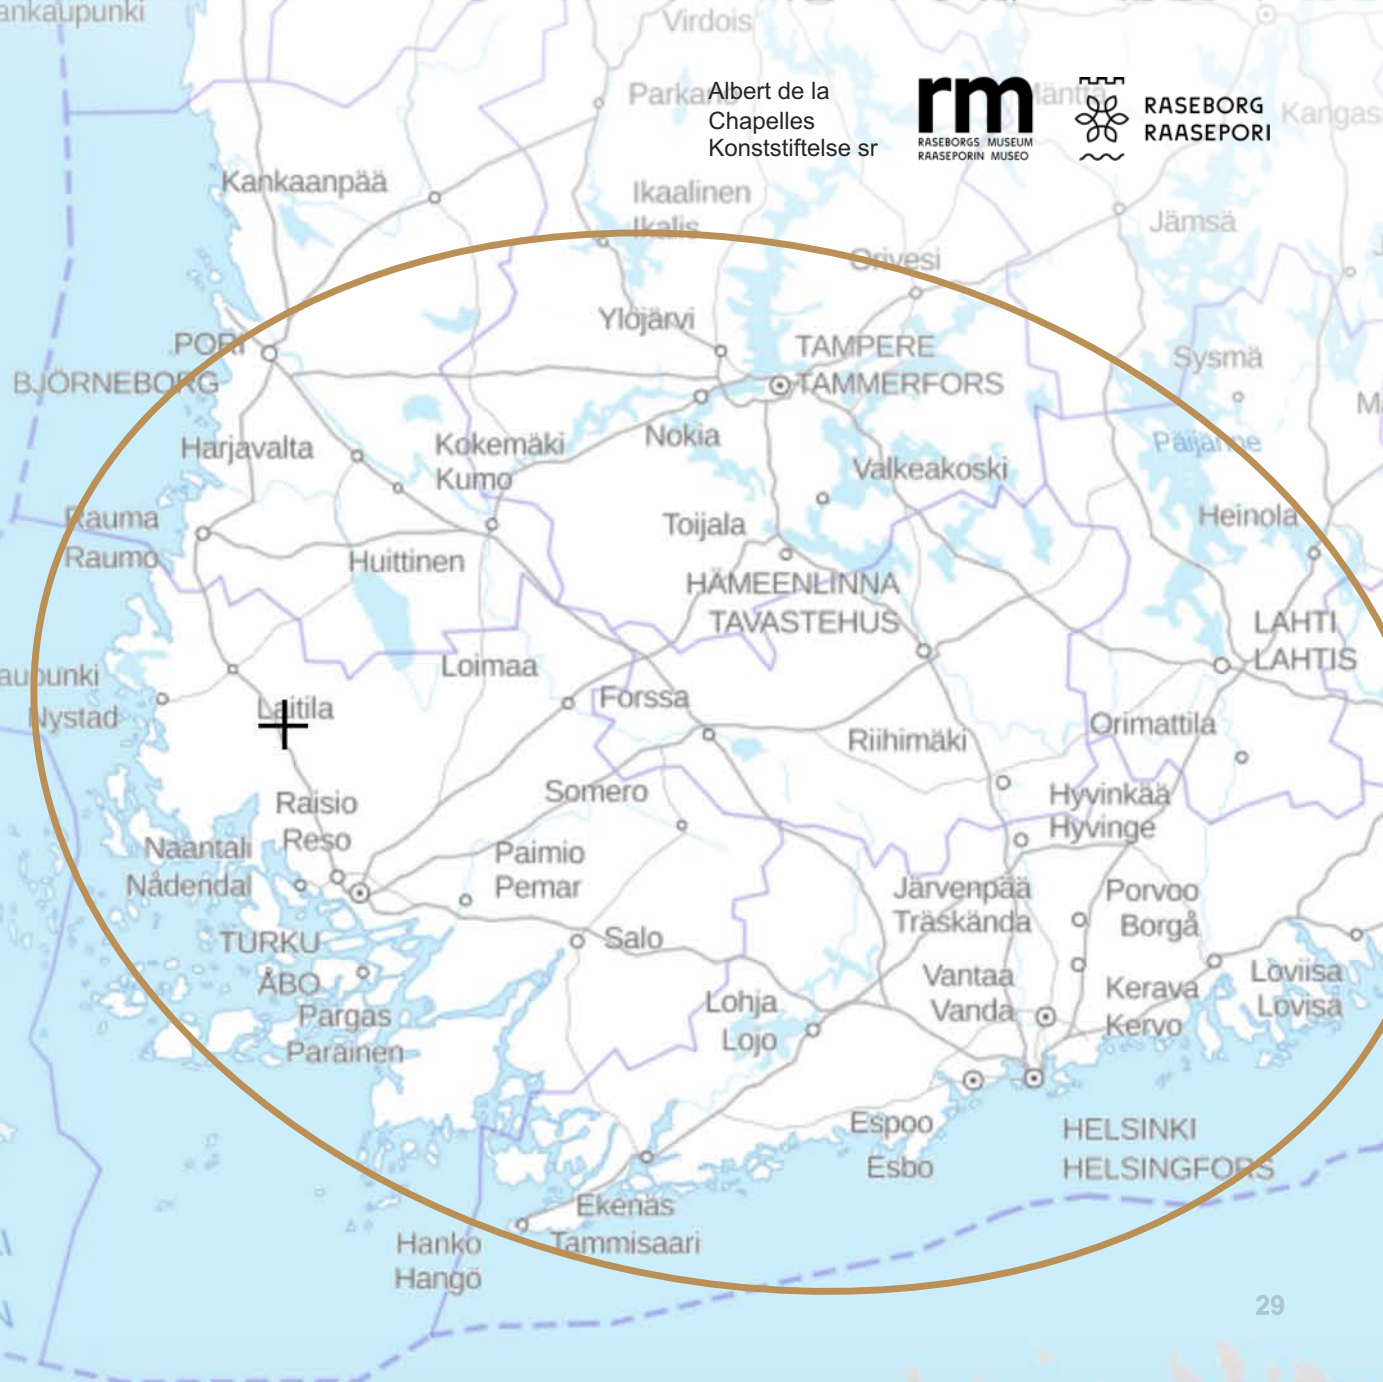 ankaupunki
Virdois
Parkano
Mänttä
Kangas
Albert de la
Chapelles
Konststiftelse sr
rm
RASEBORGS MUSEUM
RAASEPORIN MUSEO
RASEBORG
RAASEPORI
Kankaanpää
Ikaalinen
Ikalis
Jämsä
Orivesi
Ylöjärvi
PORI
BJÖRNEBORG
TAMPERE
TAMMERFORS
Sysmä
Harjavalta
Kokemäki
Kumo
Nokia
Valkeakoski
Päijänne
Rauma
Raumo
Toijala
Heinola
Huittinen
HÄMEENLINNA
TAVASTEHUS
LAHTI
LAHTIS
aupunki
Nystad
Loimaa
Laitila
Forssa
Riihimäki
Orimattila
Raisio
Reso
Somero
Hyvinkää
Hyvinge
Naantali
Nådendal
Paimio
Pemar
Järvenpää
Träskända
Porvoo
Borgå
TURKU
ÅBO
Salo
Vantaa
Vanda
Kerava
Kervo
Loviisa
Lovisa
Pargas
Parainen
Lohja
Lojo
Espoo
Esbo
HELSINKI
HELSINGFORS
Ekenäs
Tammisaari
Hanko
Hangö
29